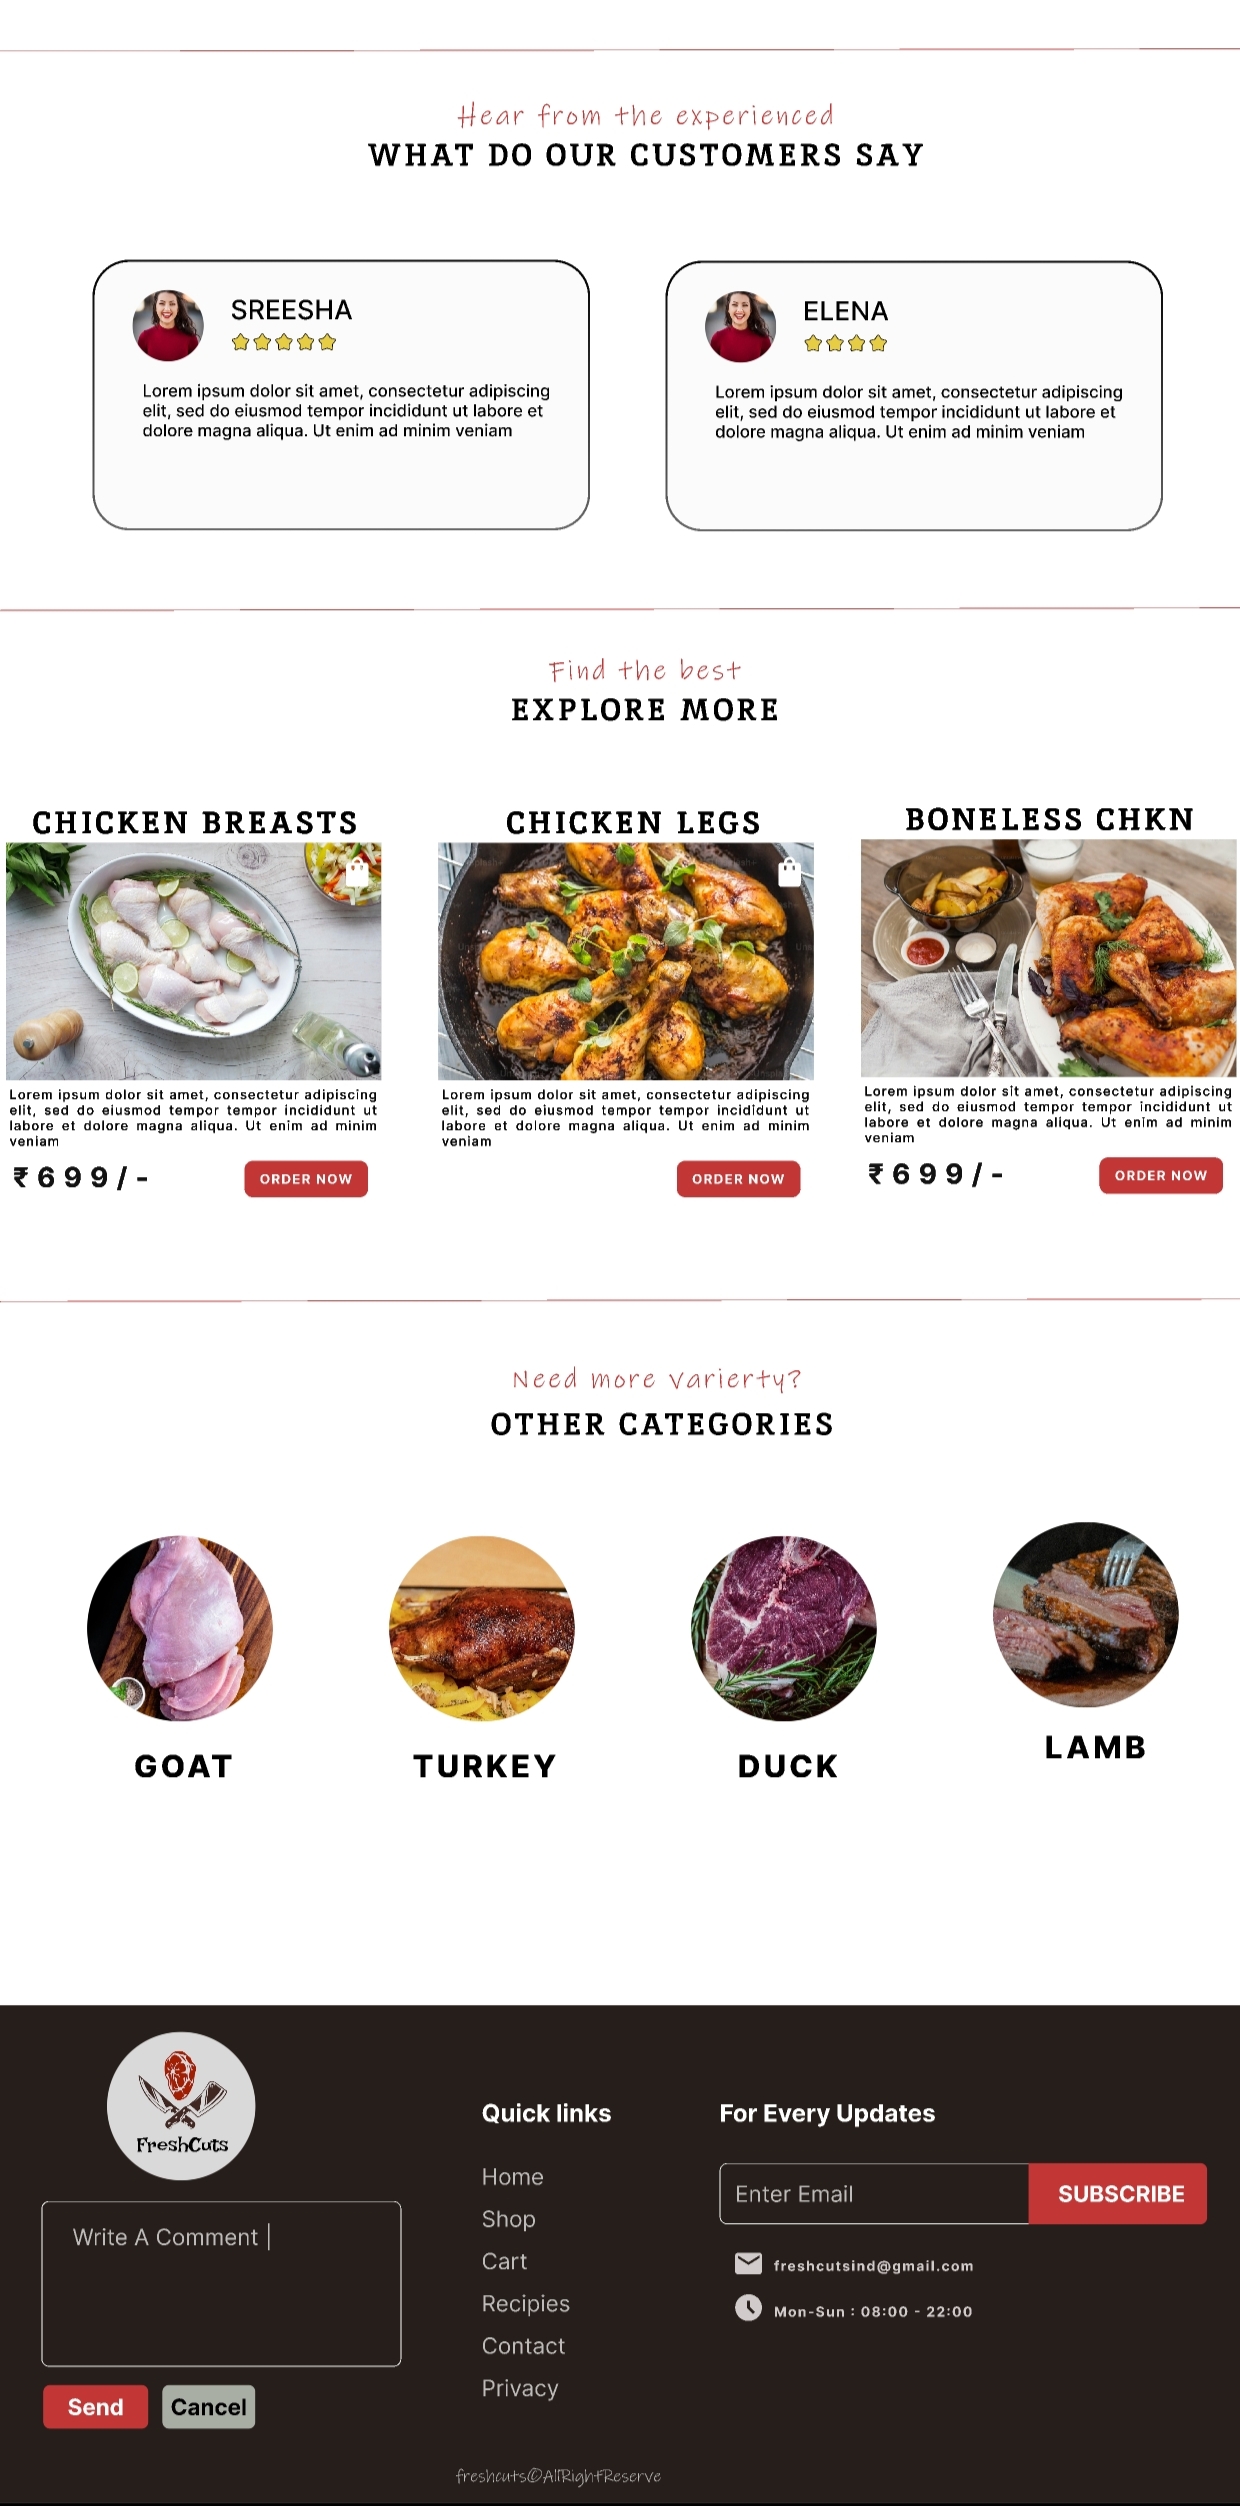 Hear from the experienced
WHAT DO OUR CUSTOMERS SAY
SREESHA
Lorem ipsum dolor sit amet, consectetur adipiscing
elit, sed do eiusmod tempor incididunt ut labore et
dolore magna aliqua. Ut enim ad minim veniam
ELENA
Lorem ipsum dolor sit amet, consectetur adipiscing
elit, sed do eiusmod tempor incididunt ut labore et
dolore magna aliqua. Ut enim ad minim veniam
Find the best
EXPLORE MORE
CHICKEN BREASTS
Lorem ipsum dolor sit amet, consectetur adipiscing
elit, sed do eiusmod tempor tempor incididunt ut
labore et dolore magna aliqua. Ut enim ad minim
veniam
₹699/-
ORDER NOW
CHICKEN LEGS
Lorem ipsum dolor sit amet, consectetur adipiscing
elit, sed do eiusmod tempor tempor incididunt ut
labore et dolore magna aliqua. Ut enim ad minim
veniam
ORDER NOW
BONELESS CHKN
Lorem ipsum dolor sit amet, consectetur adipiscing
elit, sed do eiusmod tempor tempor incididunt ut
labore et dolore magna aliqua. Ut enim ad minim
veniam
₹699/-
ORDER NOW
Need more Varierty?
OTHER CATEGORIES
GOAT
TURKEY
DUCK
LAMB
FreshCuts
Write A Comment |
Send
Cancel
Quick links
Home
Shop
Cart
Recipies
Contact
Privacy
For Every Updates
Enter Email
SUBSCRIBE
freshcutsind@gmail.com
Mon-Sun : 08:00 - 22:00
freshcuts©AllRightReserve